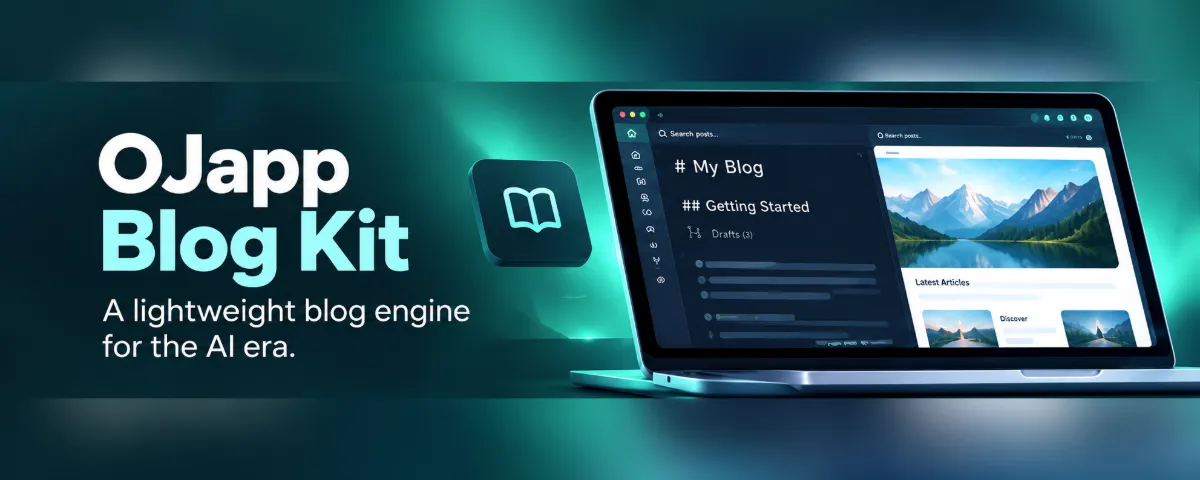 OJapp
Blog Kit
A lightweight blog engine
for the AI era.
Search posts...
# My Blog
## Getting Started
Drafts (3)
Search posts...
Latest Articles
Discover